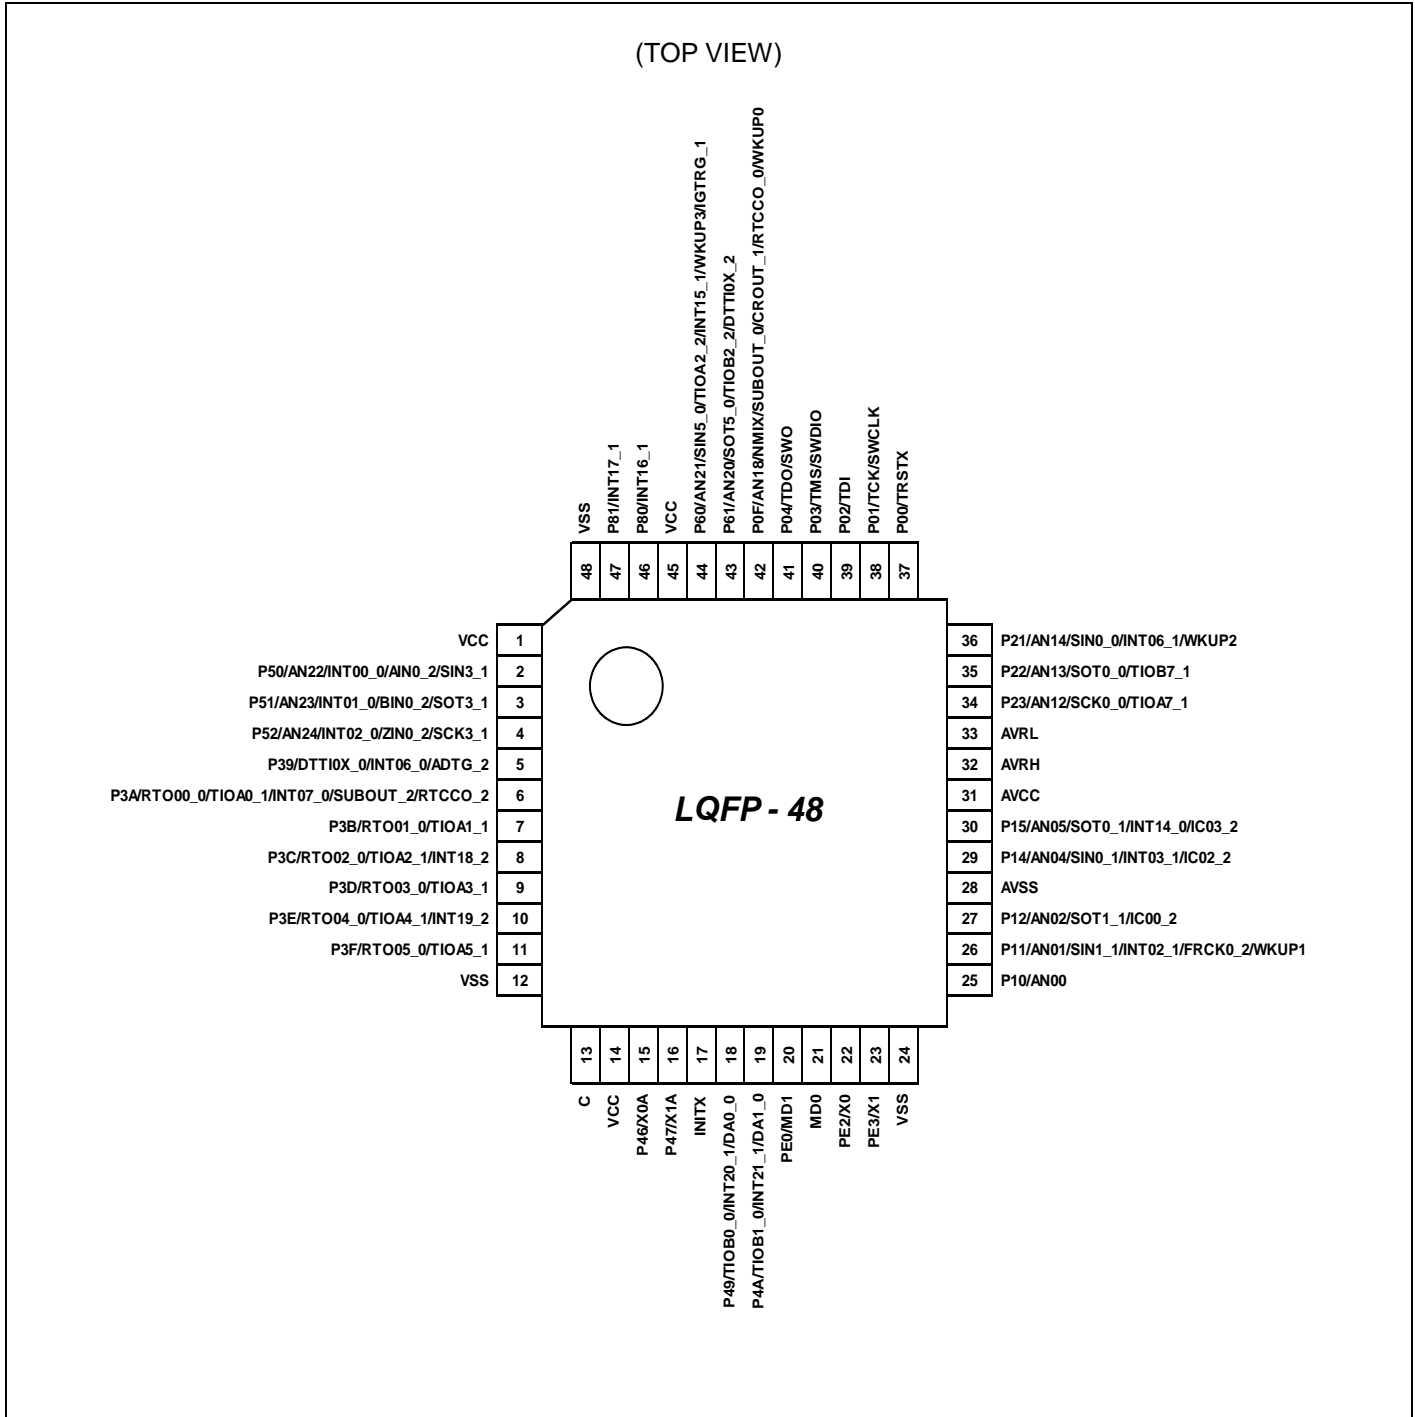 (TOP VIEW)
VSS
P81/INT17_1
P80/INT16_1
VCC
P60/AN21/SIN5_0/TIOA2_2/INT15_1/WKUP3/IGTRG_1
P61/AN20/SOT5_0/TIOB2_2/DTTI0X_2
P0F/AN18/NMIX/SUBOUT_0/CROUT_1/RTCCO_0/WKUP0
P04/TDO/SWO
P03/TMS/SWDIO
P02/TDI
P01/TCK/SWCLK
P00/TRSTX
48
47
46
45
44
43
42
41
40
39
38
37
VCC 1
P50/AN22/INT00_0/AIN0_2/SIN3_1 2
P51/AN23/INT01_0/BIN0_2/SOT3_1 3
P52/AN24/INT02_0/ZIN0_2/SCK3_1 4
P39/DTTI0X_0/INT06_0/ADTG_2 5
P3A/RTO00_0/TIOA0_1/INT07_0/SUBOUT_2/RTCCO_2 6
P3B/RTO01_0/TIOA1_1 7
P3C/RTO02_0/TIOA2_1/INT18_2 8
P3D/RTO03_0/TIOA3_1 9
P3E/RTO04_0/TIOA4_1/INT19_2 10
P3F/RTO05_0/TIOA5_1 11
VSS 12
LQFP - 48
36 P21/AN14/SIN0_0/INT06_1/WKUP2
35 P22/AN13/SOT0_0/TIOB7_1
34 P23/AN12/SCK0_0/TIOA7_1
33 AVRL
32 AVRH
31 AVCC
30 P15/AN05/SOT0_1/INT14_0/IC03_2
29 P14/AN04/SIN0_1/INT03_1/IC02_2
28 AVSS
27 P12/AN02/SOT1_1/IC00_2
26 P11/AN01/SIN1_1/INT02_1/FRCK0_2/WKUP1
25 P10/AN00
13
14
15
16
17
18
19
20
21
22
23
24
C
VCC
P46/X0A
P47/X1A
INITX
P49/TIOB0_0/INT20_1/DA0_0
P4A/TIOB1_0/INT21_1/DA1_0
PE0/MD1
MD0
PE2/X0
PE3/X1
VSS